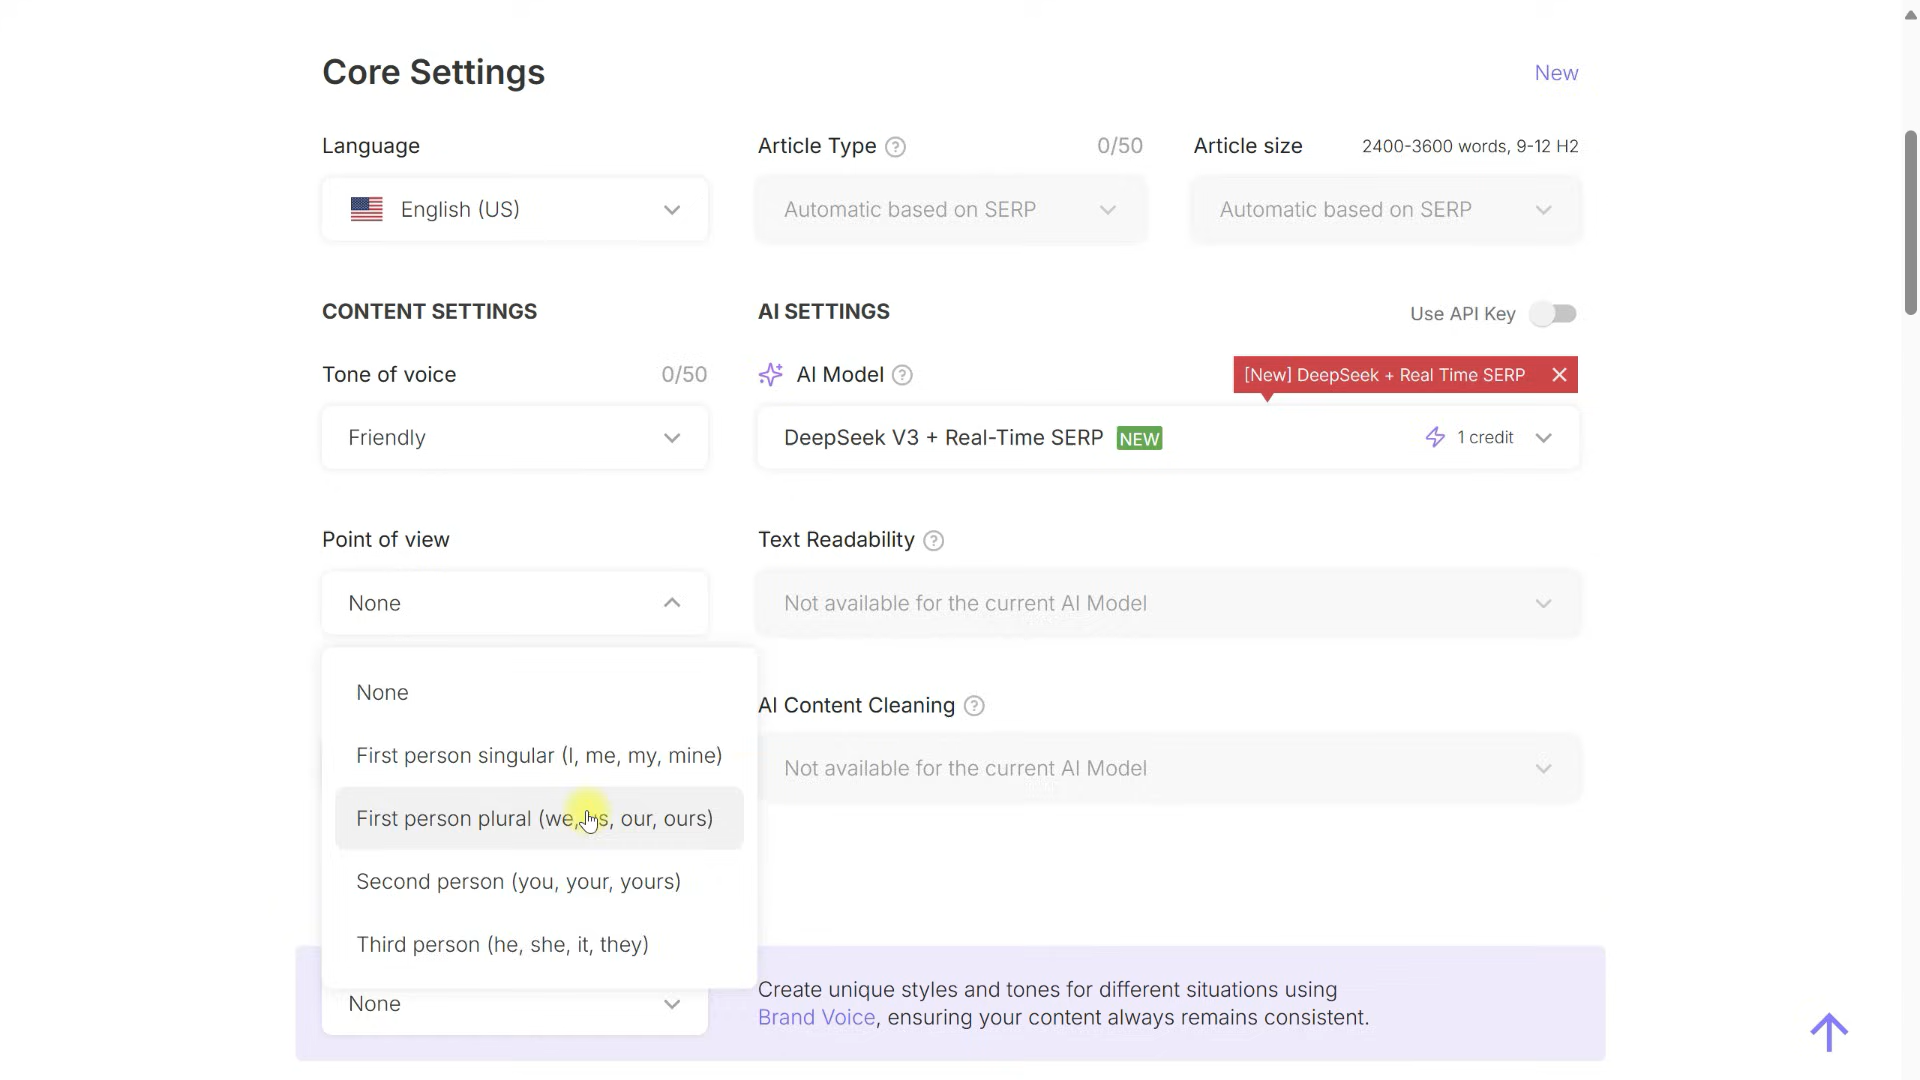 Core Settings
New
Language
Article Type ?
0/50
Article size
2400-3600 words, 9-12 H2
English (US)
Automatic based on SERP
Automatic based on SERP
CONTENT SETTINGS
AI SETTINGS
Use API Key
Tone of voice
0/50
AI Model ?
[New] DeepSeek + Real Time SERP
Friendly
DeepSeek V3 + Real-Time SERP NEW
1 credit
Point of view
Text Readability ?
None
Not available for the current AI Model
None
First person singular (I, me, my, mine)
First person plural (we, us, our, ours)
Second person (you, your, yours)
Third person (he, she, it, they)
AI Content Cleaning ?
Not available for the current AI Model
None
Create unique styles and tones for different situations using
Brand Voice, ensuring your content always remains consistent.